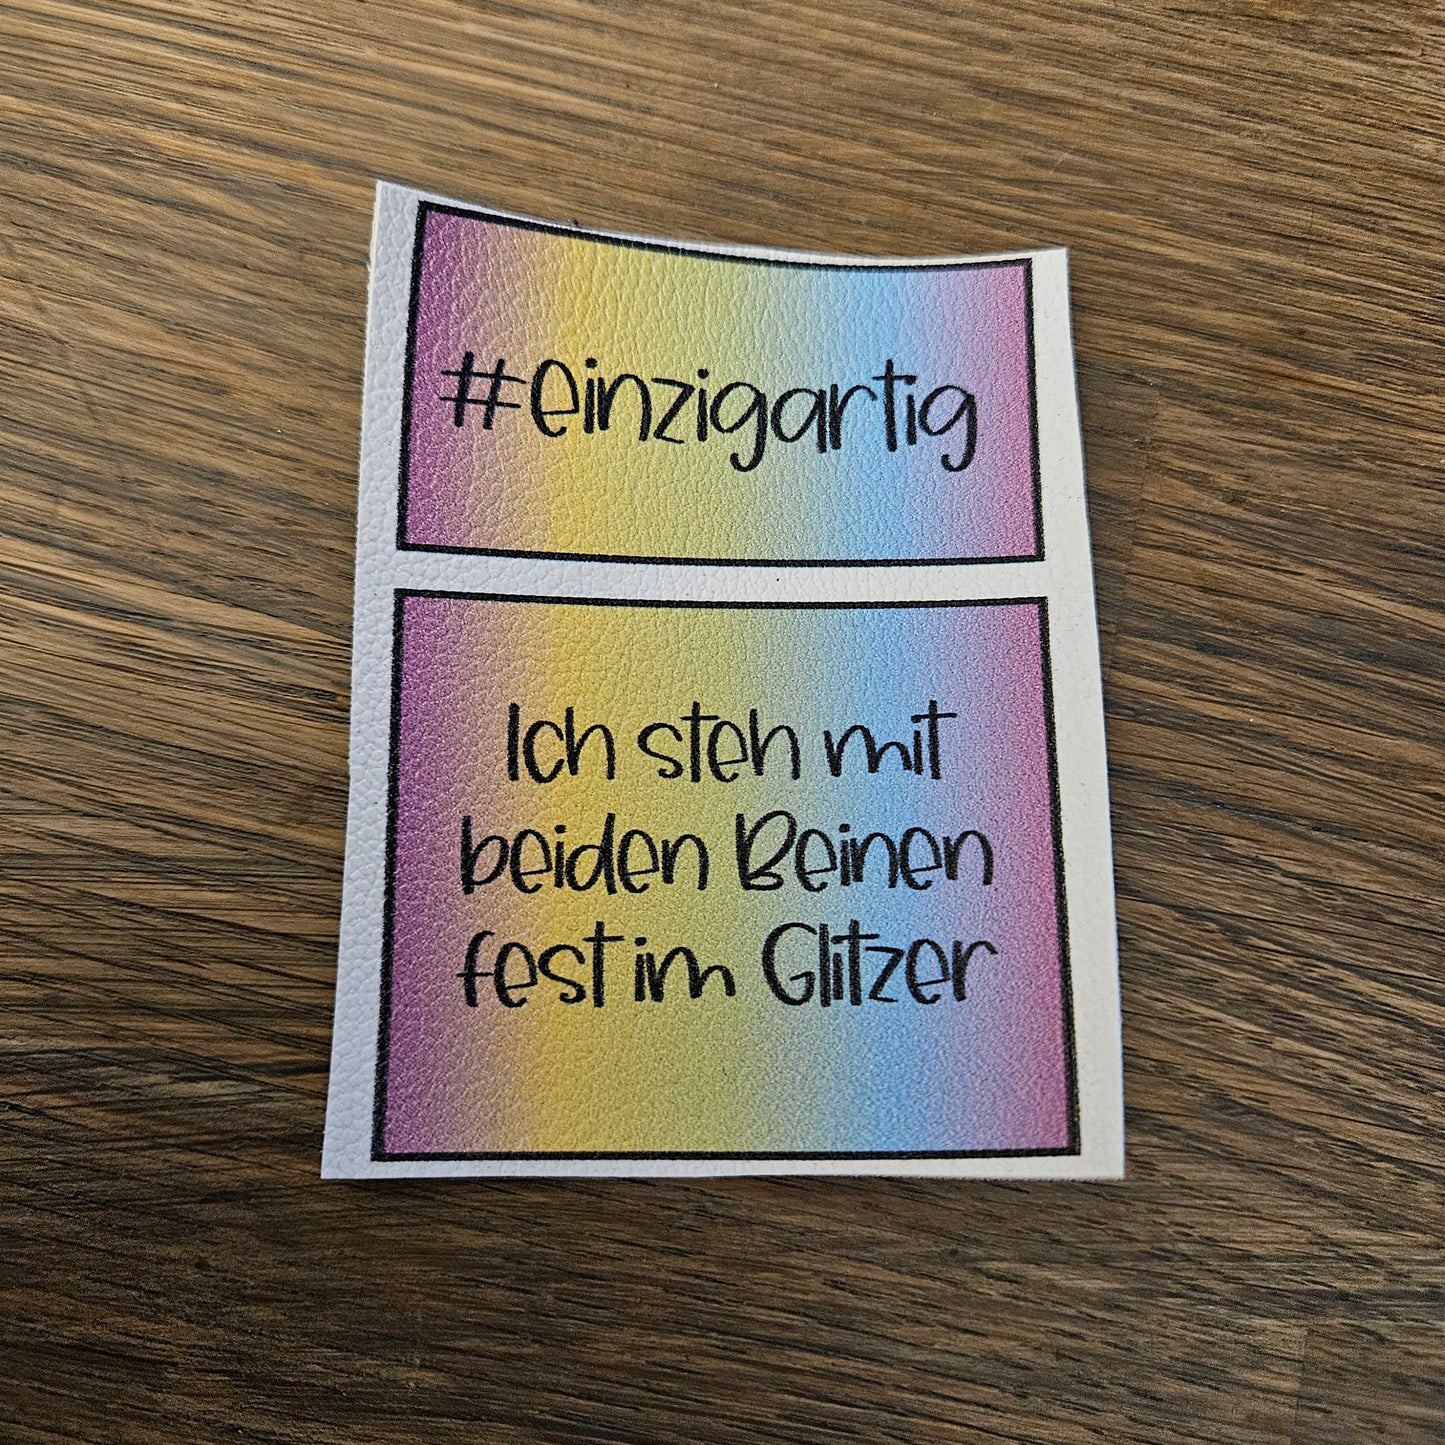 #einzigartig
Ich steh mit
beiden Beinen
fest im Glitzer